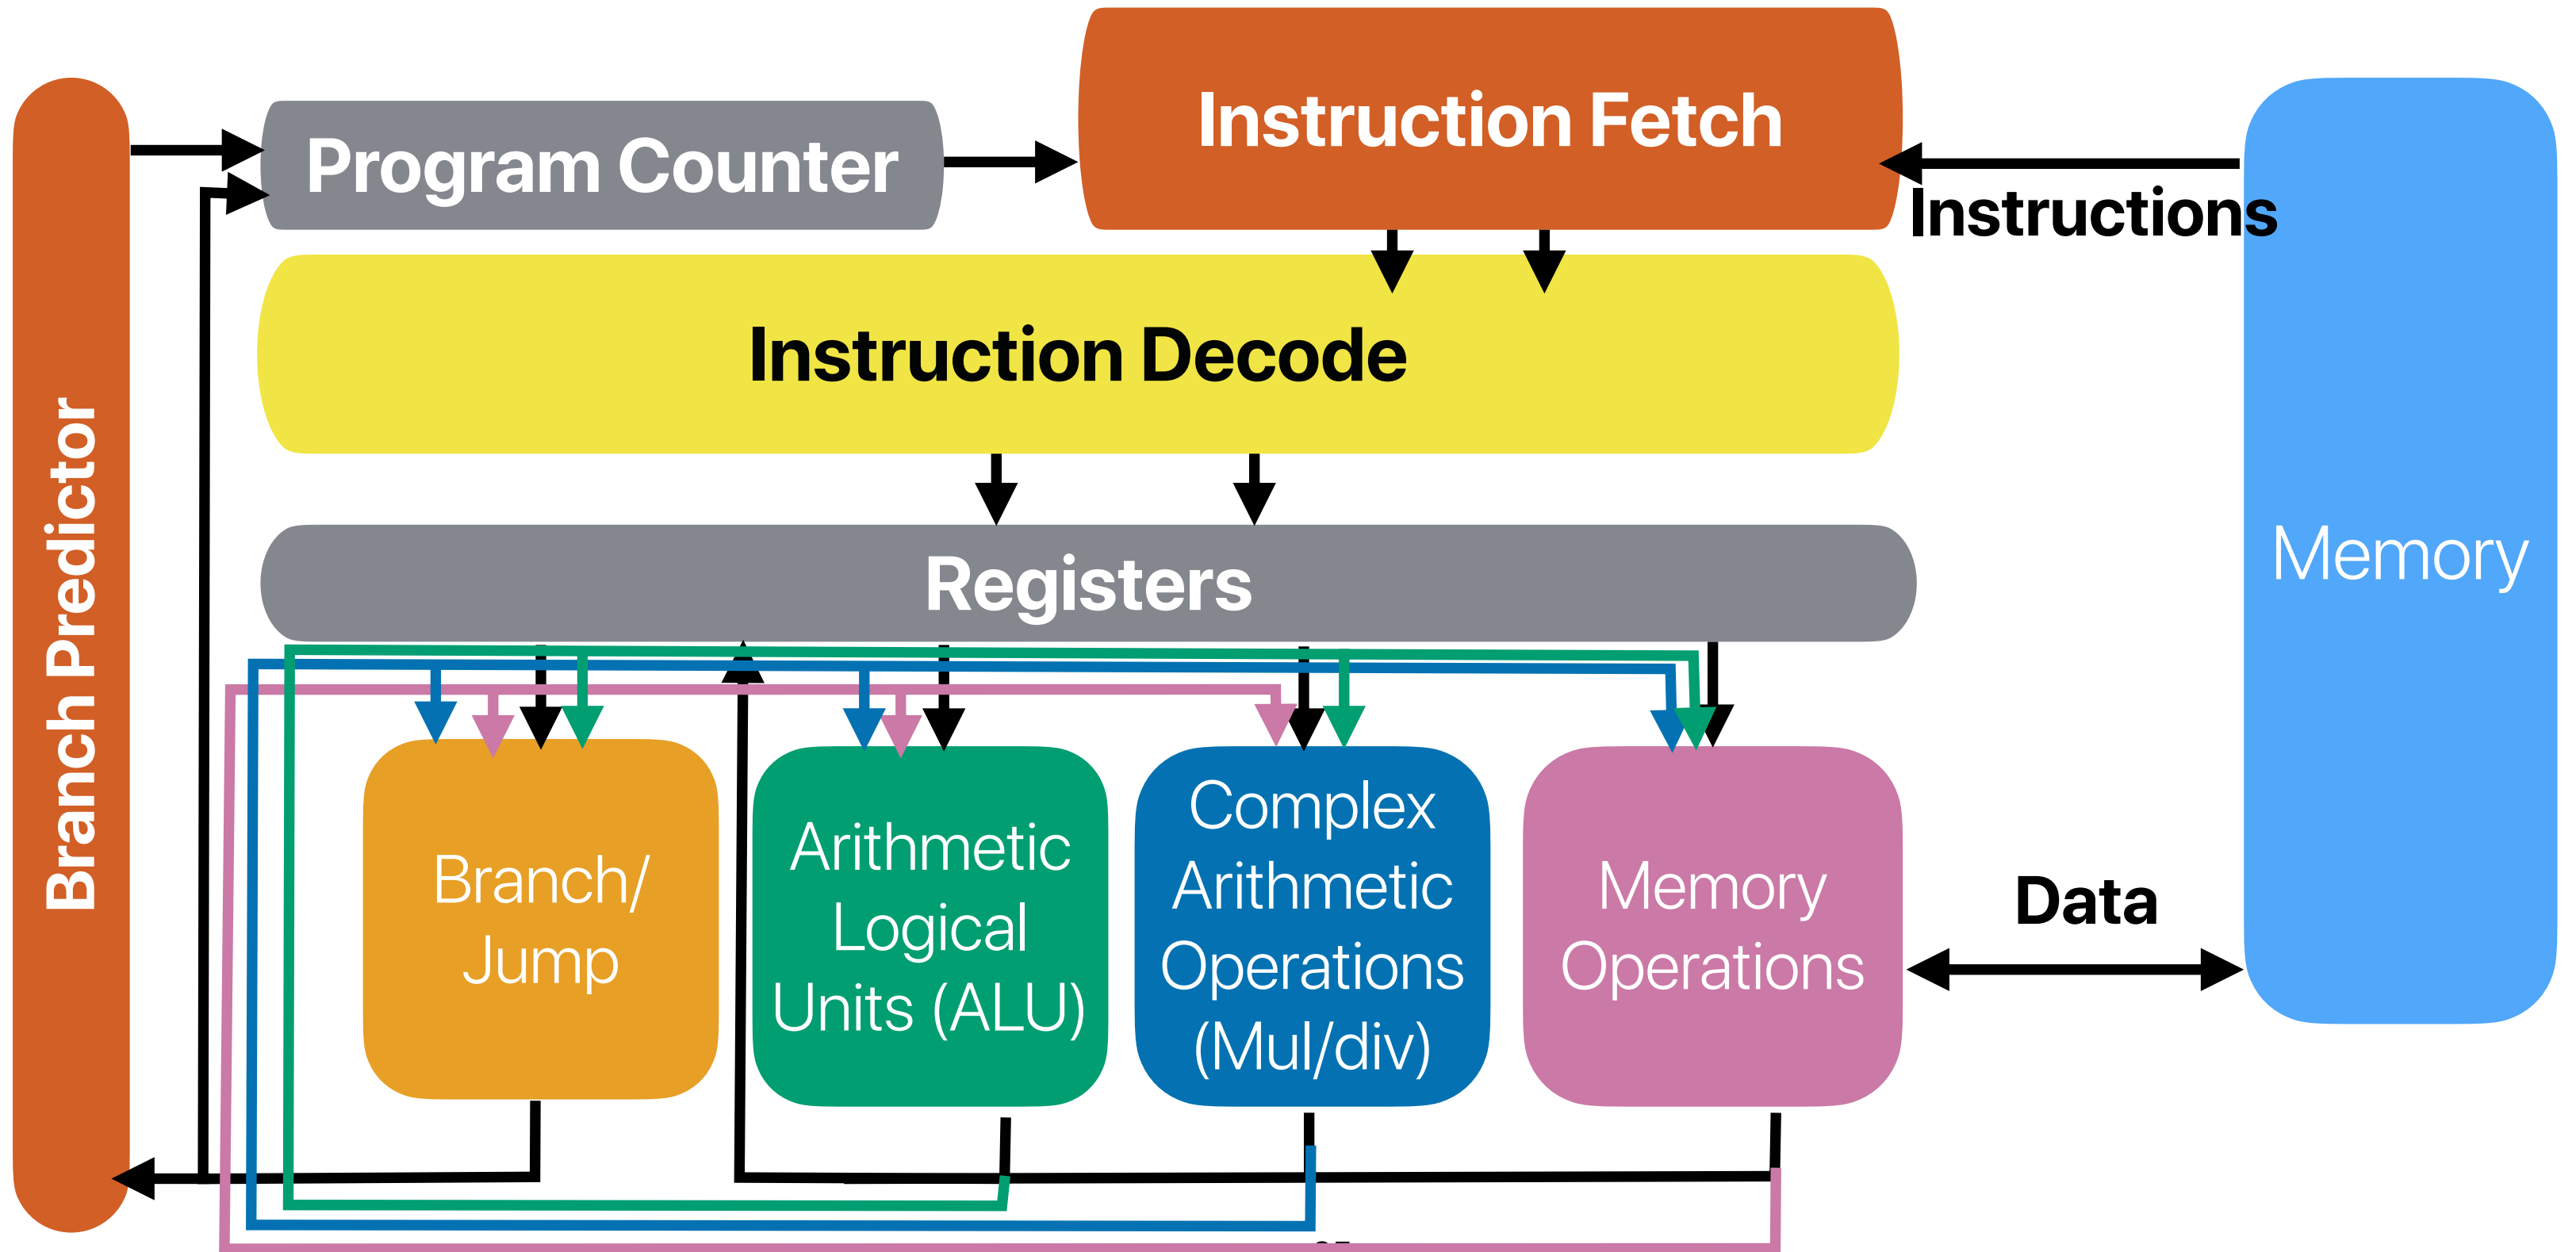 Instruction Fetch
Program Counter
Instructions
Instruction Decode
Branch Predictor
Registers
Memory
Branch/
Jump
Arithmetic
Logical
Units (ALU)
Complex
Arithmetic
Operations
(Mul/div)
Memory
Operations
Data